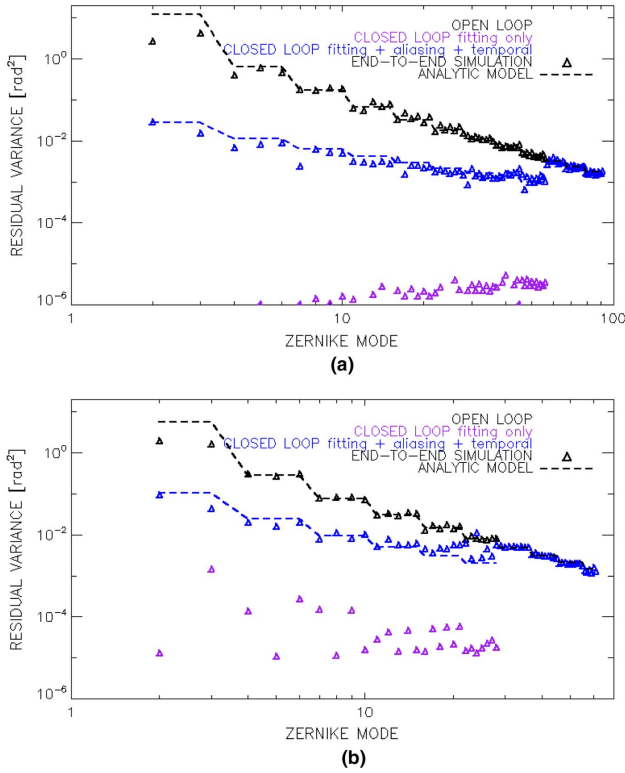 10⁰
10⁻²
10⁻⁴
10⁻⁶
RESIDUAL VARIANCE [rad²]
OPEN LOOP
CLOSED LOOP fitting only
CLOSED LOOP fitting + aliasing + temporal
END-TO-END SIMULATION
ANALYTIC MODEL
1
10
100
ZERNIKE MODE
(a)
10⁰
10⁻²
10⁻⁴
10⁻⁶
RESIDUAL VARIANCE [rad²]
OPEN LOOP
CLOSED LOOP fitting only
CLOSED LOOP fitting + aliasing + temporal
END-TO-END SIMULATION
ANALYTIC MODEL
1
10
ZERNIKE MODE
(b)